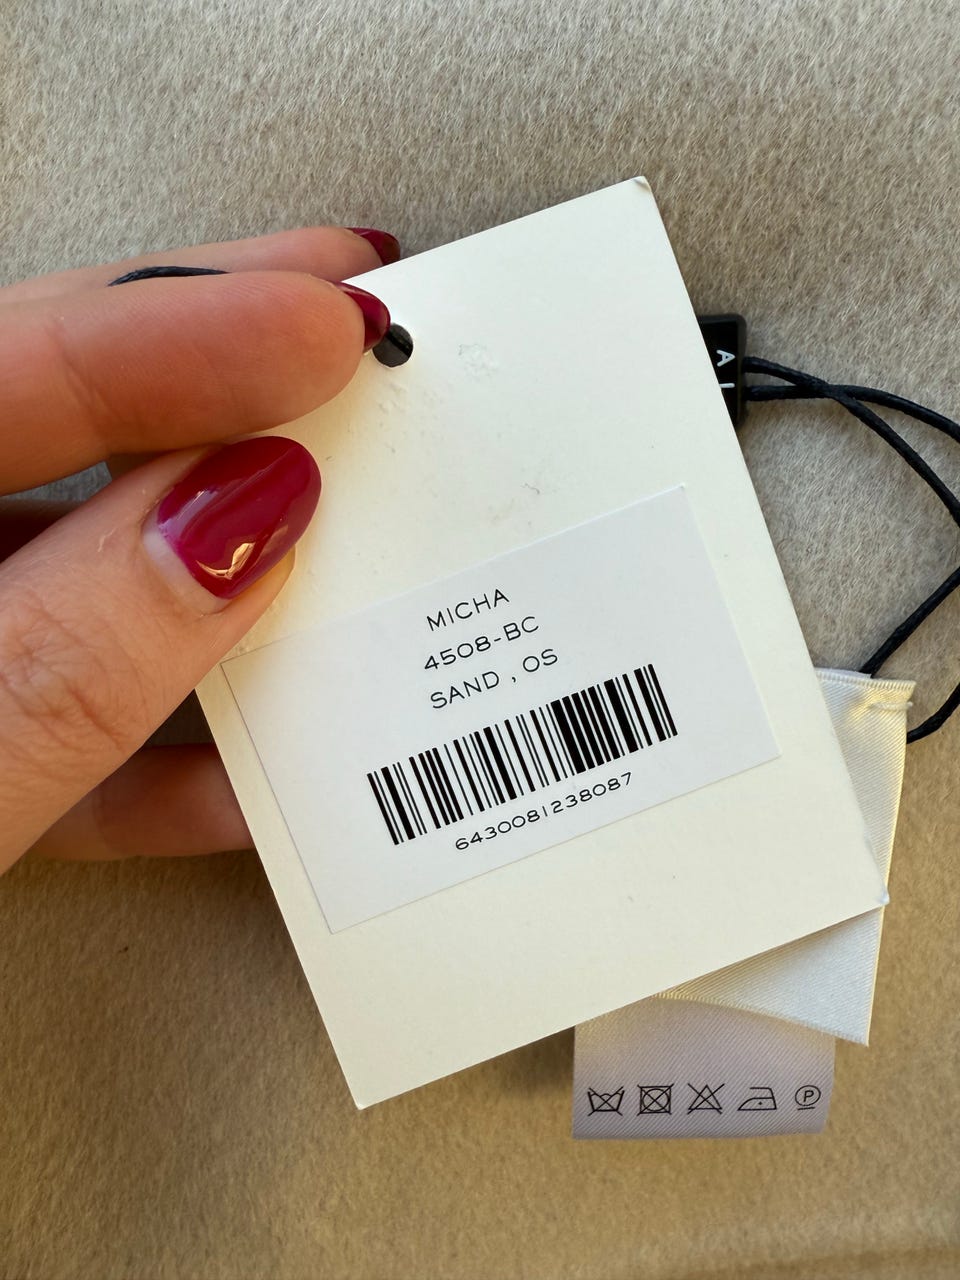 MICHA
4508-BC
SAND , OS
6430081238087
A
P